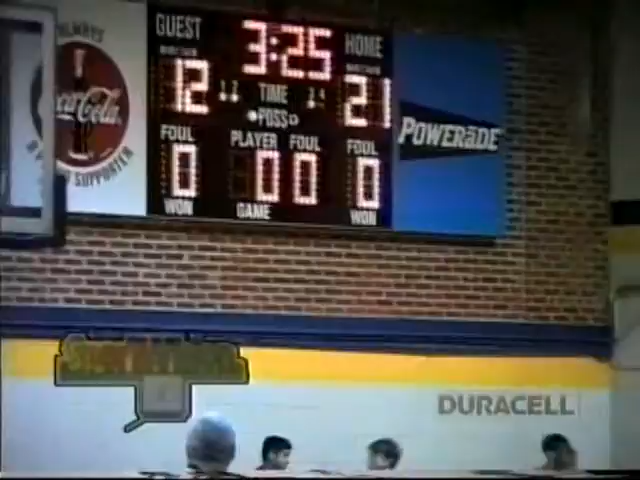 GUEST
3:25
HOME
12
TIME
21
POSS
FOUL
PLAYER FOUL
FOUL
0
0 0
0
WON
GAME
WON
ALWAYS
Coca-Cola
SUPPORTER
POWERaDE
DURACELL